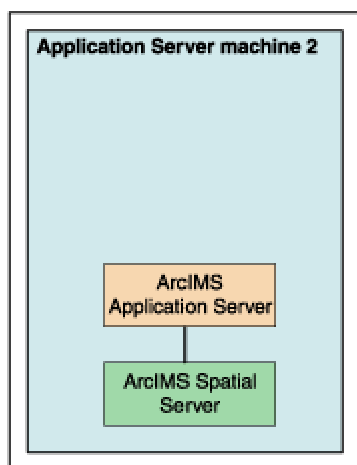 Application Server machine 2
ArcIMS
Application Server
ArcIMS Spatial
Server